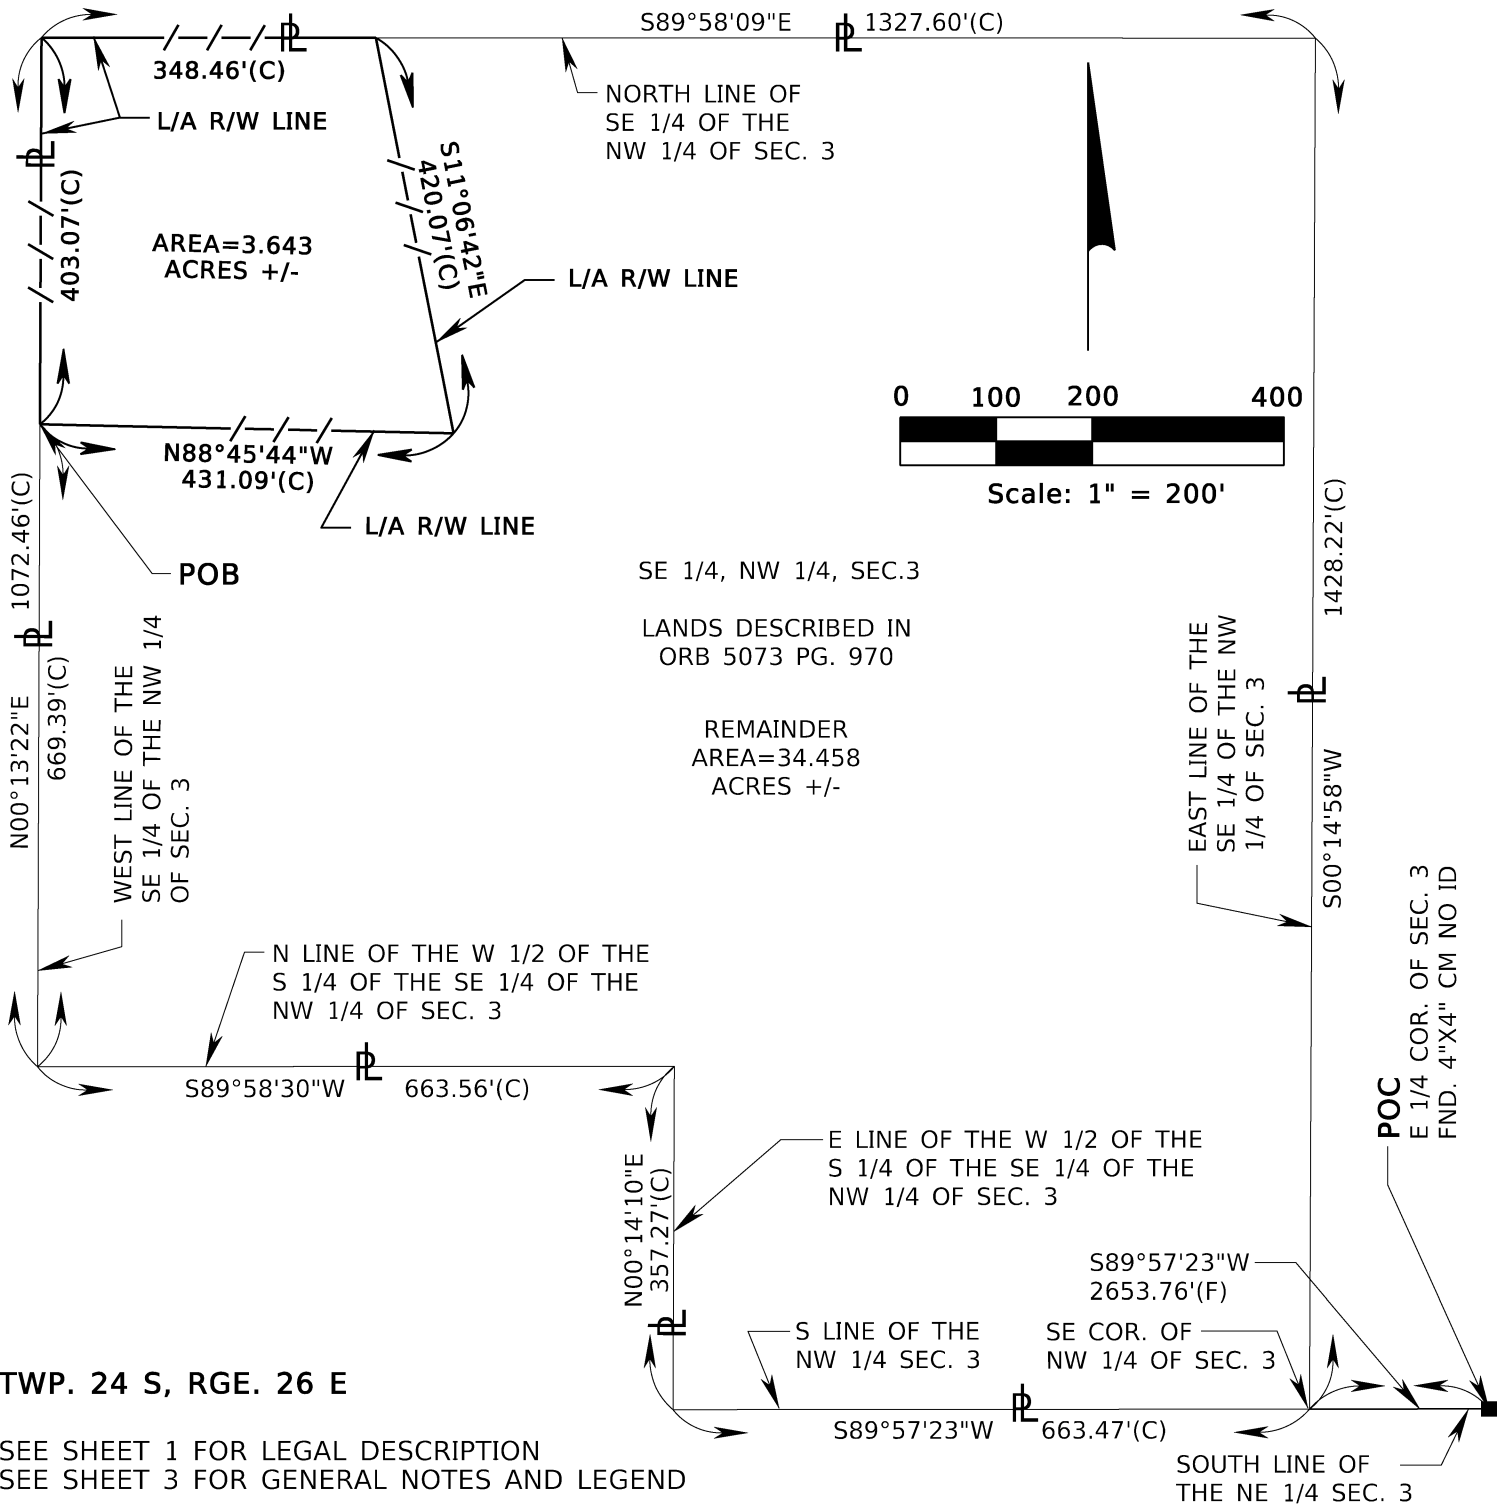 S89°58'09"E 1327.60'(C)
348.46'(C)
L/A R/W LINE
403.07'(C)
AREA=3.643
ACRES +/-
S11°06'42"E
420.07'(C)
L/A R/W LINE
NORTH LINE OF
SE 1/4 OF THE
NW 1/4 OF SEC. 3
0 100 200 400
Scale: 1" = 200'
N88°45'44"W
431.09'(C)
L/A R/W LINE
POB
1072.46'(C)
N00°13'22"E
669.39'(C)
WEST LINE OF THE
SE 1/4 OF THE NW 1/4
OF SEC. 3
SE 1/4, NW 1/4, SEC.3
LANDS DESCRIBED IN
ORB 5073 PG. 970
REMAINDER
AREA=34.458
ACRES +/-
EAST LINE OF THE
SE 1/4 OF THE NW
1/4 OF SEC. 3
1428.22'(C)
S00°14'58"W
POC
E 1/4 COR. OF SEC. 3
FND. 4"X4" CM NO ID
N LINE OF THE W 1/2 OF THE
S 1/4 OF THE SE 1/4 OF THE
NW 1/4 OF SEC. 3
S89°58'30"W 663.56'(C)
N00°14'10"E
357.27'(C)
E LINE OF THE W 1/2 OF THE
S 1/4 OF THE SE 1/4 OF THE
NW 1/4 OF SEC. 3
S89°57'23"W
2653.76'(F)
S LINE OF THE
NW 1/4 SEC. 3
SE COR. OF
NW 1/4 OF SEC. 3
S89°57'23"W 663.47'(C)
SOUTH LINE OF
THE NE 1/4 SEC. 3
TWP. 24 S, RGE. 26 E
SEE SHEET 1 FOR LEGAL DESCRIPTION
SEE SHEET 3 FOR GENERAL NOTES AND LEGEND